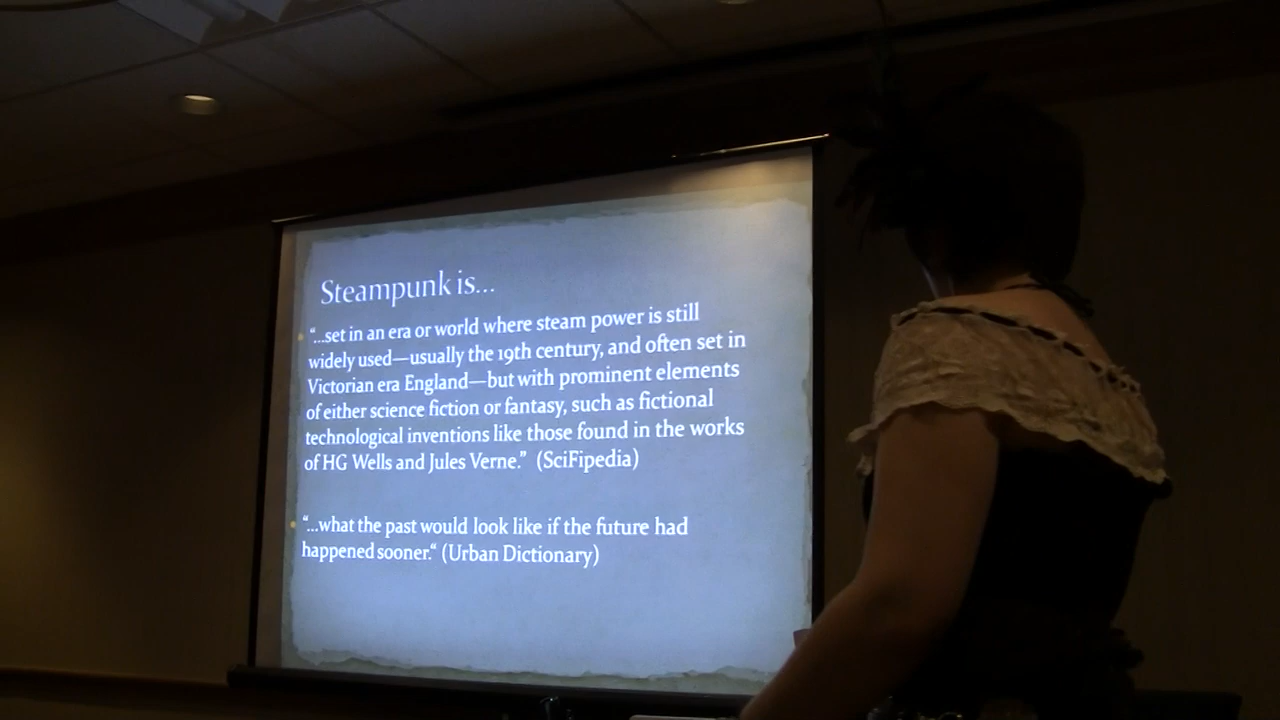 Steampunk is...
“...set in an era or world where steam power is still
widely used—usually the 19th century, and often set in
Victorian era England—but with prominent elements
of either science fiction or fantasy, such as fictional
technological inventions like those found in the works
of HG Wells and Jules Verne.” (SciFipedia)
“...what the past would look like if the future had
happened sooner.“ (Urban Dictionary)